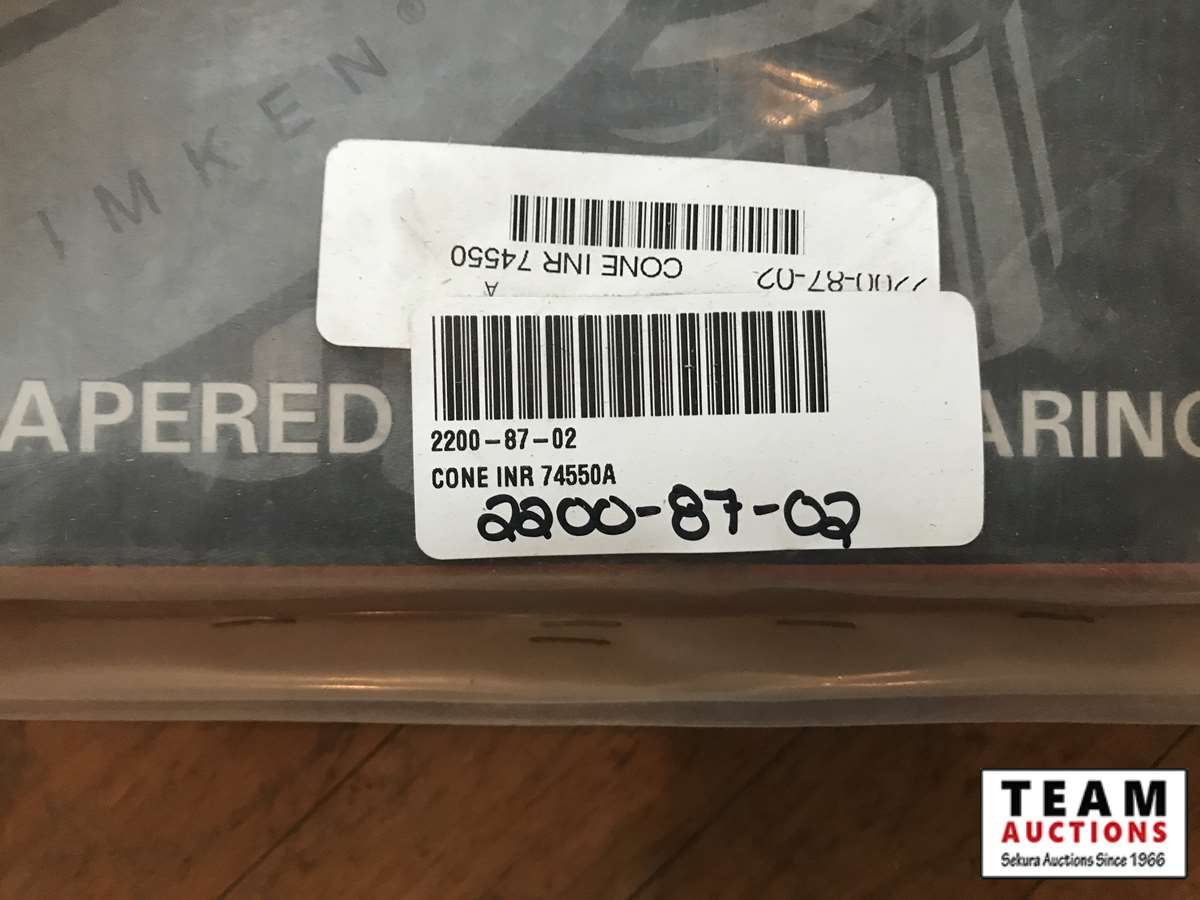 IMKEN®
2200-87-02
CONE INR 74550
A
APERED
ARING
2200-87-02
CONE INR 74550A
2200-87-02
TEAM
AUCTIONS
Sekura Auctions Since 1966